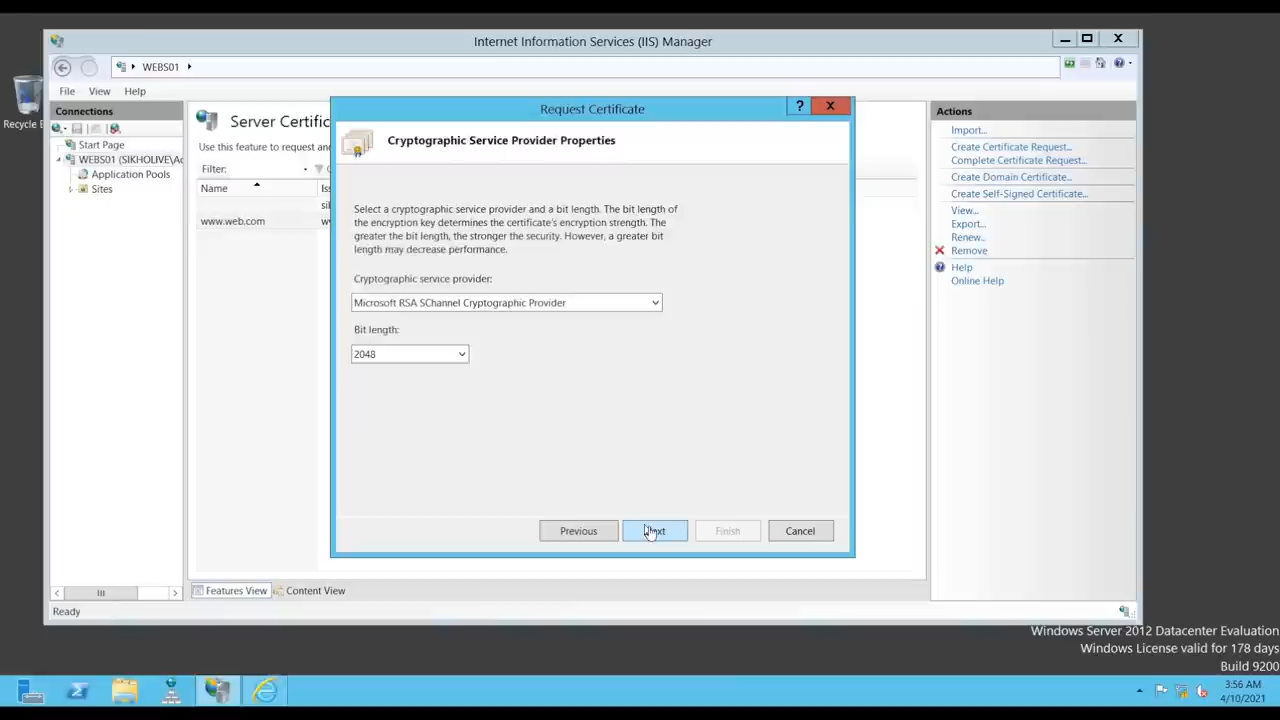 Internet Information Services (IIS) Manager
WEBS01
File View Help
Recycle
Connections
Start Page
WEBS01 (SIKHOLIVE\Ac
Application Pools
Sites
Server Certific
Use this feature to request and
Filter:
Name
Iss
sil
www.web.com
Request Certificate
?
Cryptographic Service Provider Properties
Select a cryptographic service provider and a bit length. The bit length of
the encryption key determines the certificate's encryption strength. The
greater the bit length, the stronger the security. However, a greater bit
length may decrease performance.
Cryptographic service provider:
Microsoft RSA SChannel Cryptographic Provider
Bit length:
2048
Previous
Finish
Cancel
Actions
Import...
Create Certificate Request...
Complete Certificate Request...
Create Domain Certificate...
Create Self-Signed Certificate...
View...
Export...
Renew...
Remove
Help
Online Help
Features View
Content View
Ready
Windows Server 2012 Datacenter Evaluation
Windows License valid for 178 days
Build 9200
3:56 AM
4/10/2021